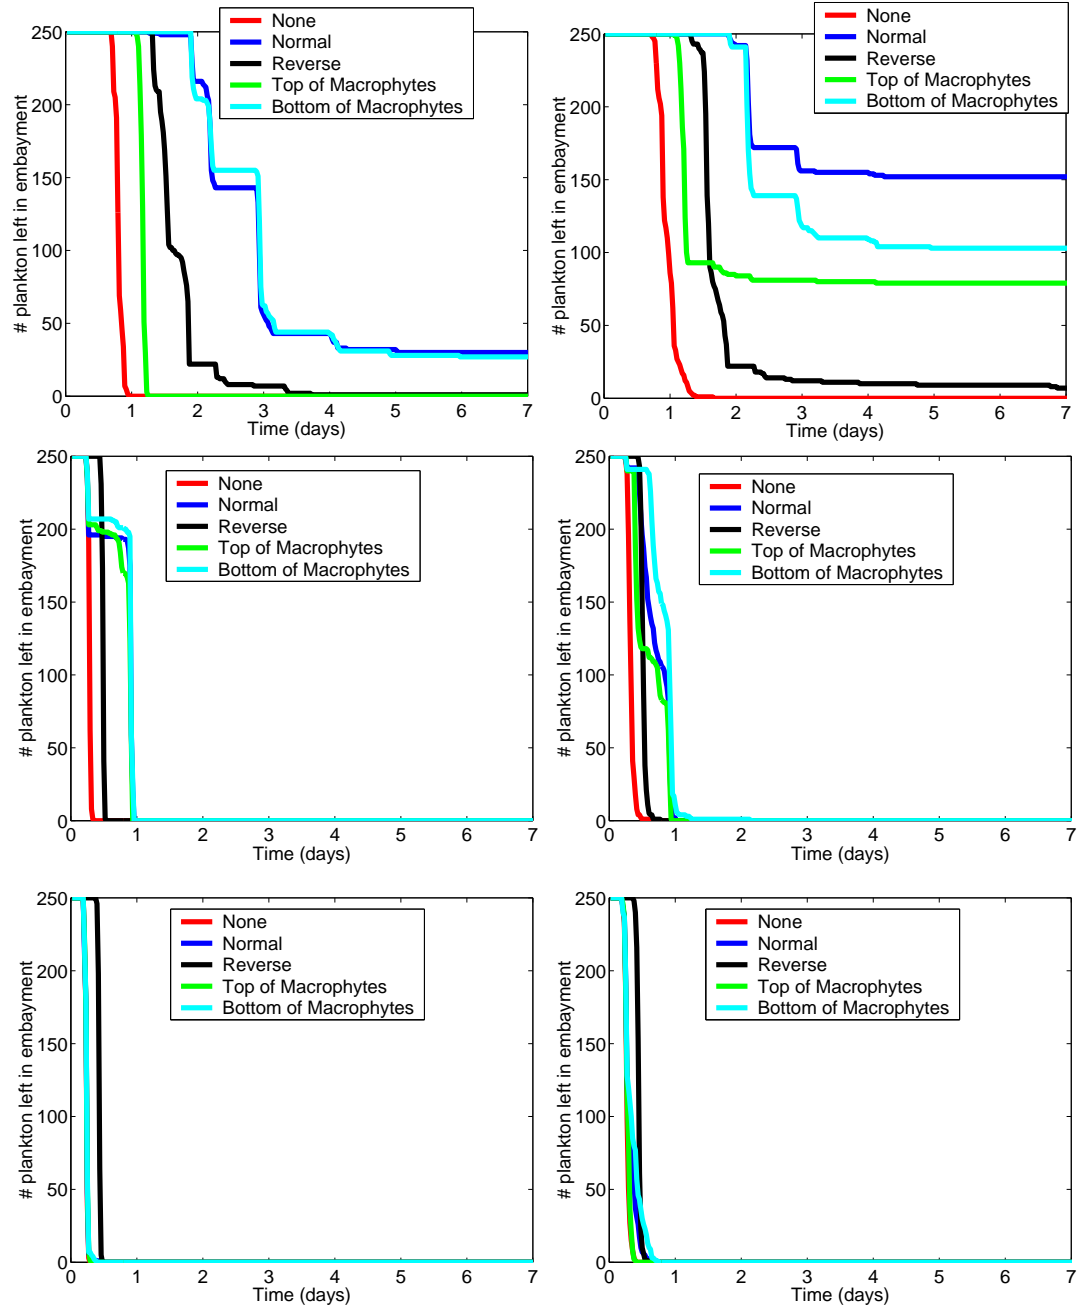 None
Normal
Reverse
Top of Macrophytes
Bottom of Macrophytes
250
200
150
100
50
0
0 1 2 3 4 5 6 7
Time (days)
# plankton left in embayment
None
Normal
Reverse
Top of Macrophytes
Bottom of Macrophytes
250
200
150
100
50
0
0 1 2 3 4 5 6 7
Time (days)
# plankton left in embayment
None
Normal
Reverse
Top of Macrophytes
Bottom of Macrophytes
250
200
150
100
50
0
0 1 2 3 4 5 6 7
Time (days)
# plankton left in embayment
None
Normal
Reverse
Top of Macrophytes
Bottom of Macrophytes
250
200
150
100
50
0
0 1 2 3 4 5 6 7
Time (days)
# plankton left in embayment
None
Normal
Reverse
Top of Macrophytes
Bottom of Macrophytes
250
200
150
100
50
0
0 1 2 3 4 5 6 7
Time (days)
# plankton left in embayment
None
Normal
Reverse
Top of Macrophytes
Bottom of Macrophytes
250
200
150
100
50
0
0 1 2 3 4 5 6 7
Time (days)
# plankton left in embayment